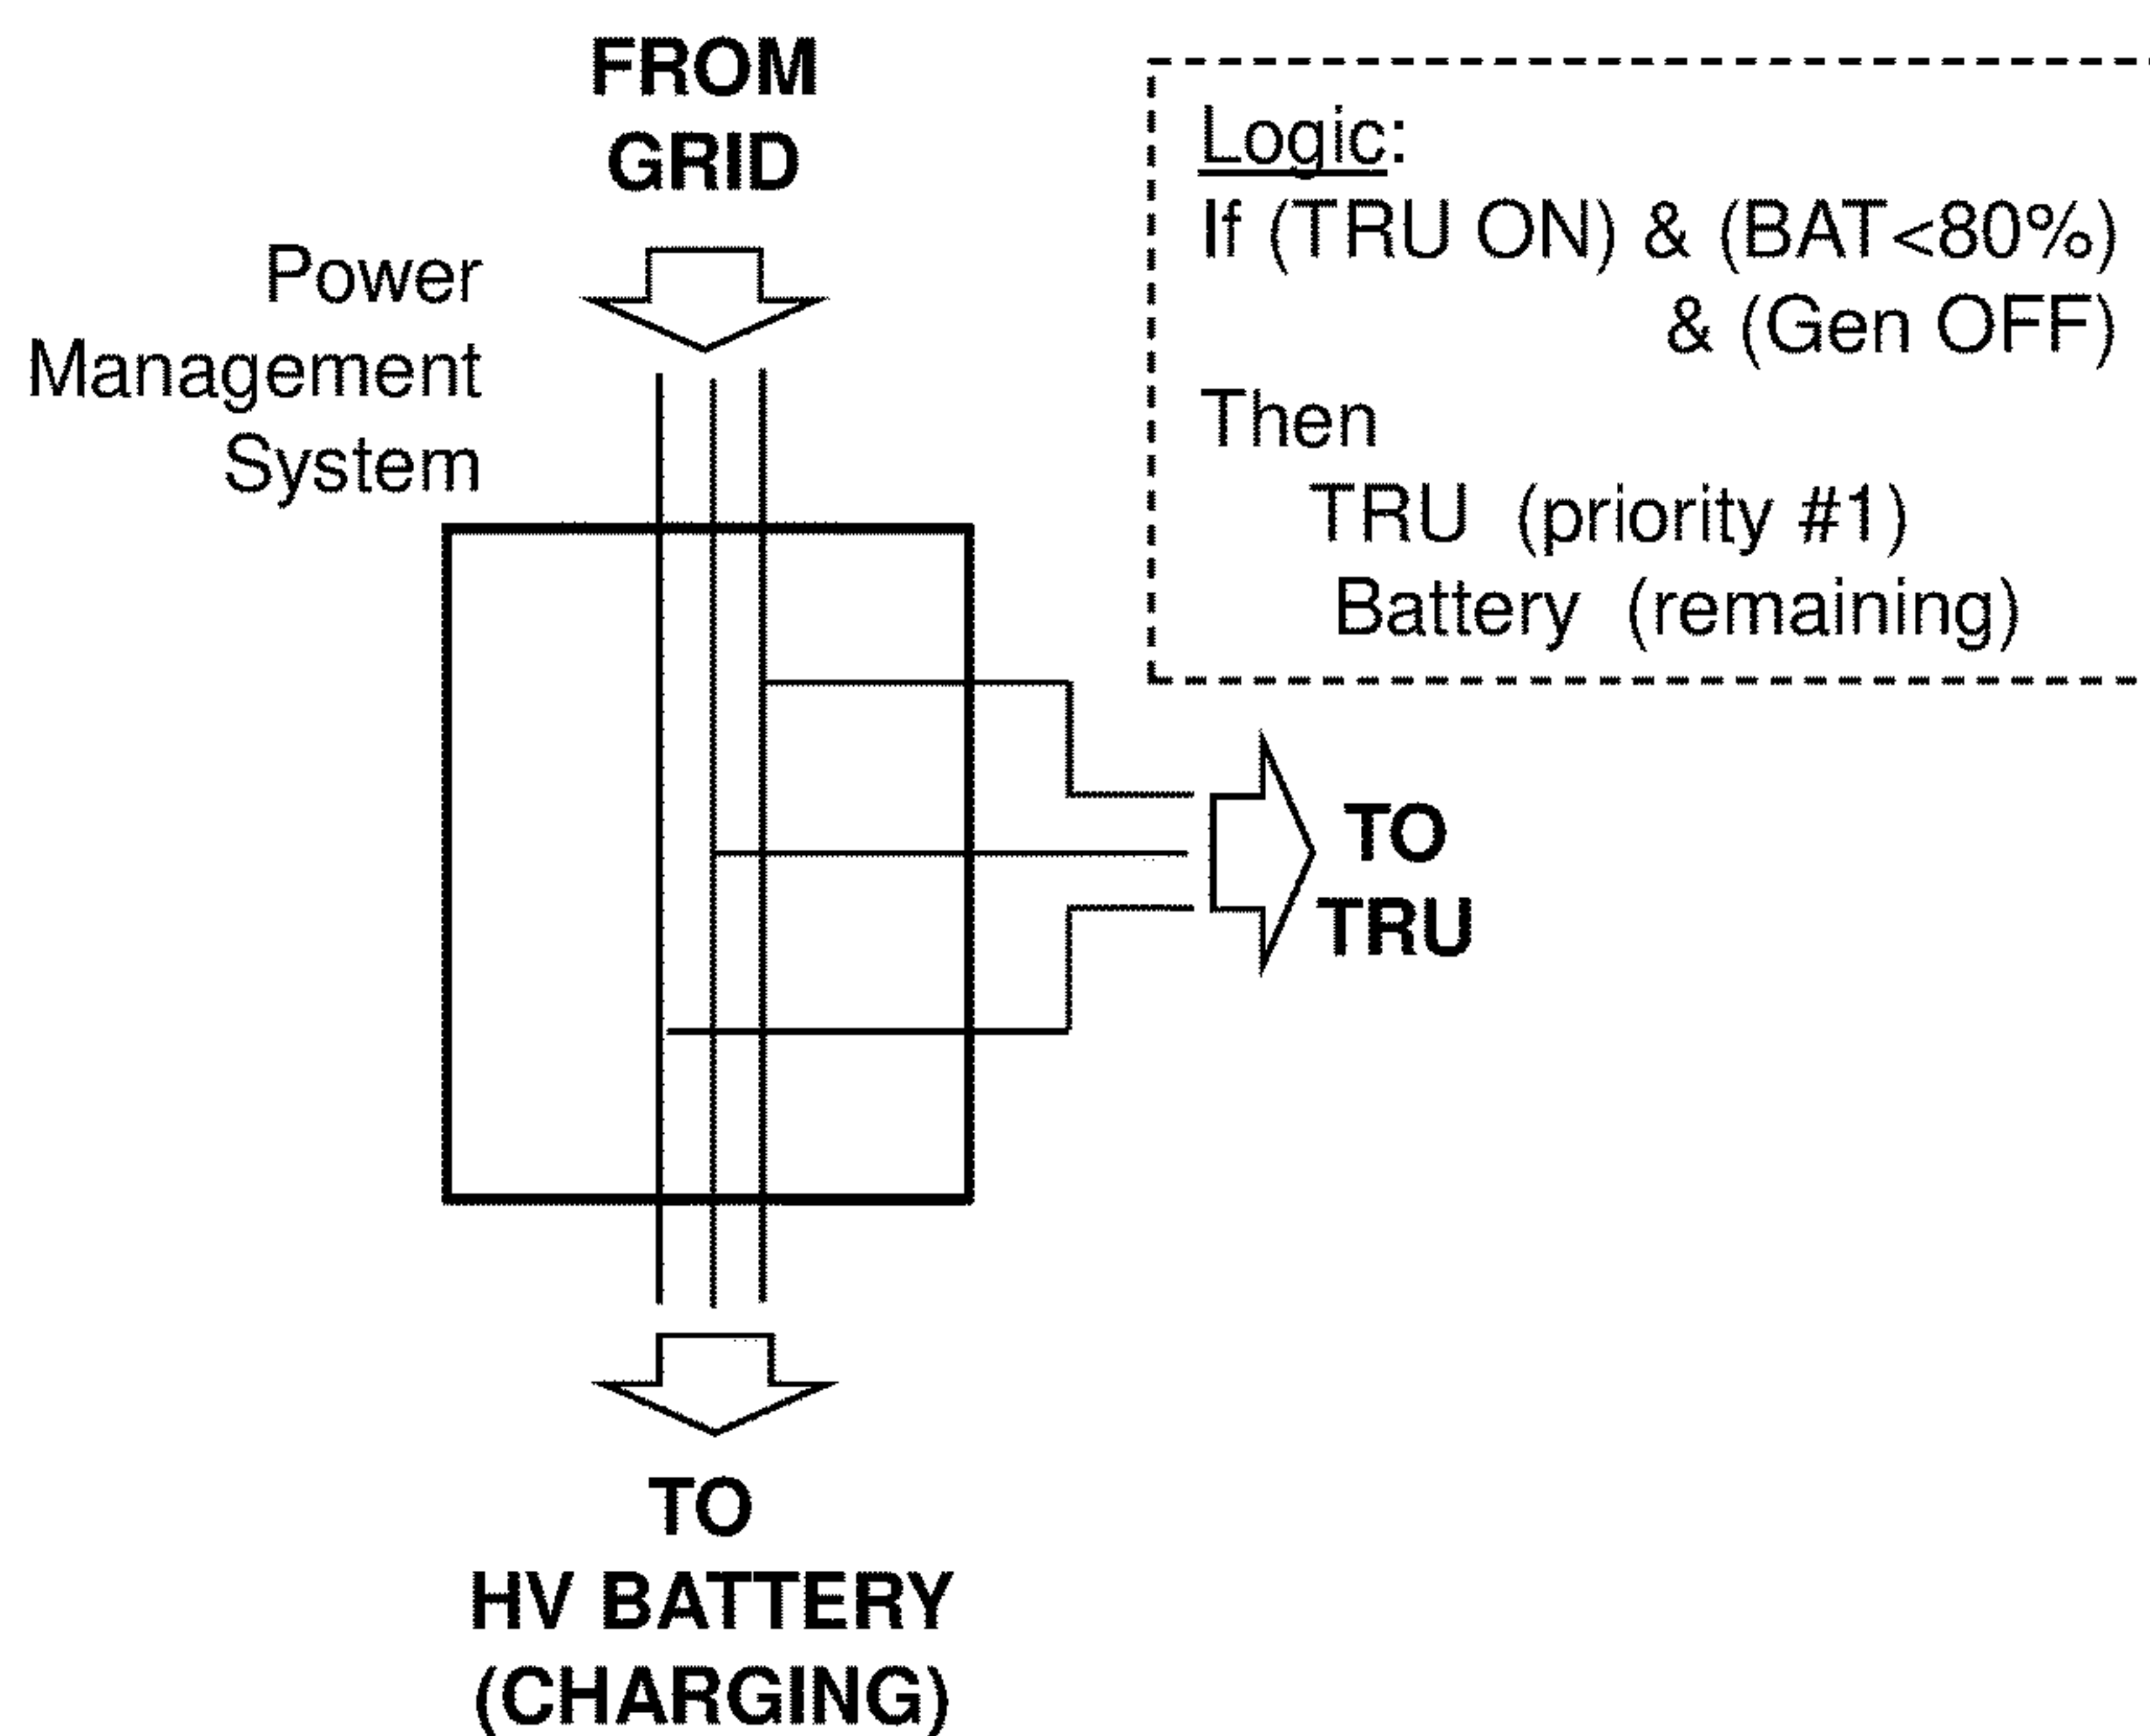 FROM
GRID
Power
Management
System
Logic:
If (TRU ON) & (BAT<80%)
& (Gen OFF)
Then
TRU (priority #1)
Battery (remaining)
TO
TRU
TO
HV BATTERY
(CHARGING)